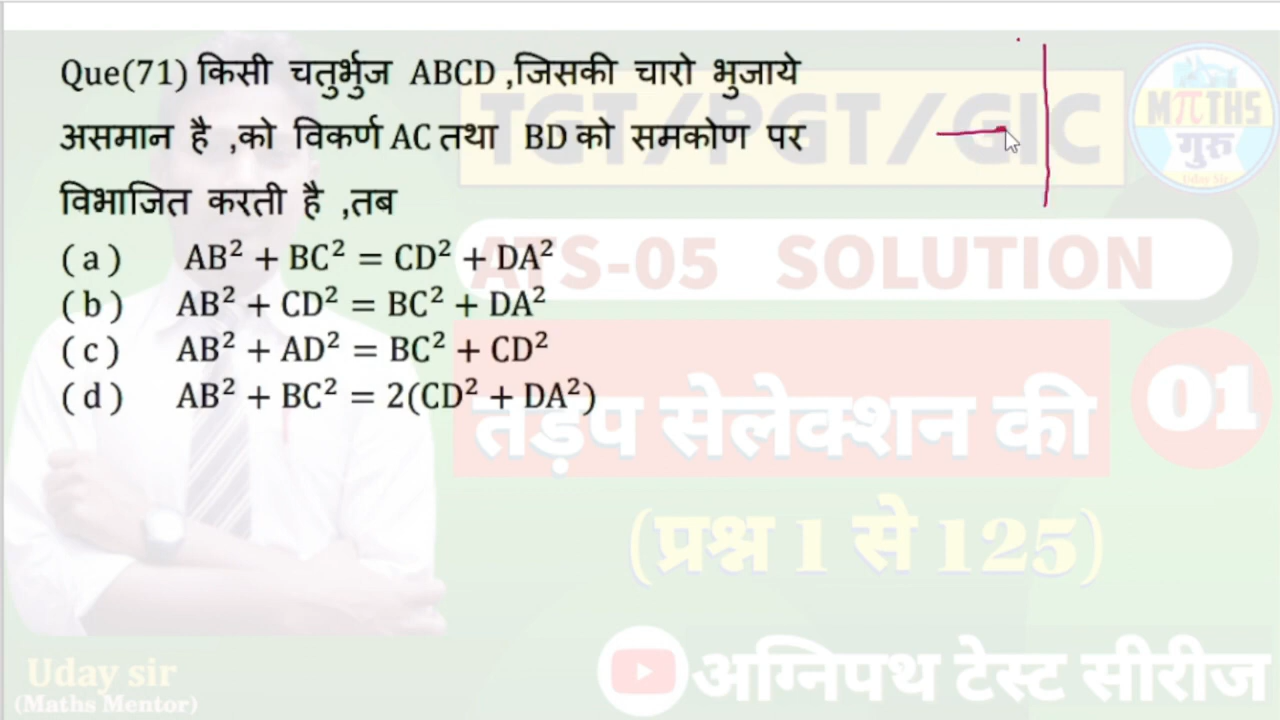 Que(71) किसी चतुर्भुज ABCD ,जिसकी चारो भुजाये
असमान है ,को विकर्ण AC तथा BD को समकोण पर
विभाजित करती है ,तब
(a) AB² + BC² = CD² + DA²
(b) AB² + CD² = BC² + DA²
(c) AB² + AD² = BC² + CD²
(d) AB² + BC² = 2(CD² + DA²)
TGT/PGT/GIC
MπTHS
गुरु
Uday Sir
ATS-05 SOLUTION
तड़प सेलेक्शन की
01
(प्रश्न 1 से 125)
Uday sir
(Maths Mentor)
अग्निपथ टेस्ट सीरीज